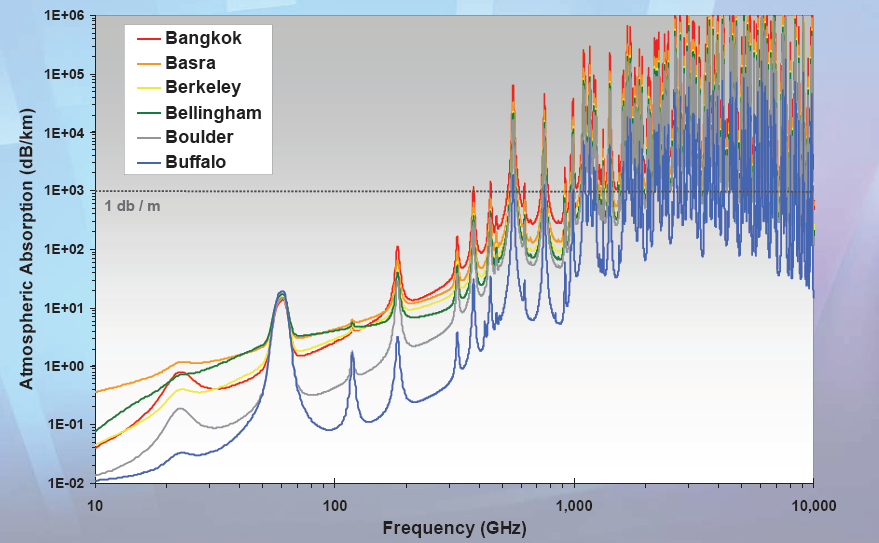 1E+06
1E+05
1E+04
1E+03
1E+02
1E+01
1E+00
1E-01
1E-02
Atmospheric Absorption (dB/km)
Bangkok
Basra
Berkeley
Bellingham
Boulder
Buffalo
1 db / m
10
100
1,000
10,000
Frequency (GHz)